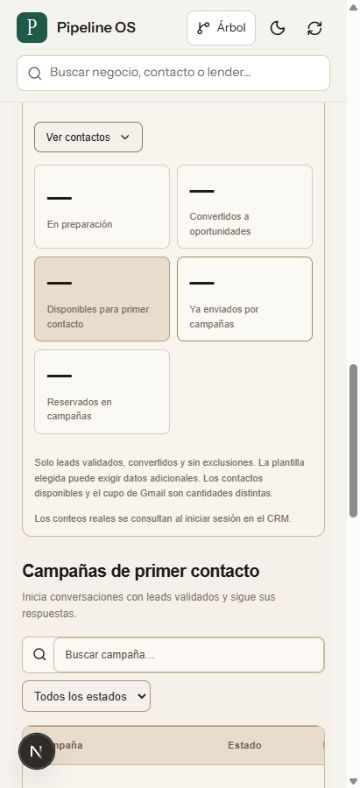 P Pipeline OS Árbol
Buscar negocio, contacto o lender...
Ver contactos
—
En preparación
—
Convertidos a
oportunidades
—
Disponibles para primer
contacto
—
Ya enviados por
campañas
—
Reservados en
campañas
Solo leads validados, convertidos y sin exclusiones. La plantilla
elegida puede exigir datos adicionales. Los contactos
disponibles y el cupo de Gmail son cantidades distintas.
Los conteos reales se consultan al iniciar sesión en el CRM.
Campañas de primer contacto
Inicia conversaciones con leads validados y sigue sus
respuestas.
Buscar campaña...
Todos los estados
N mpaña Estado